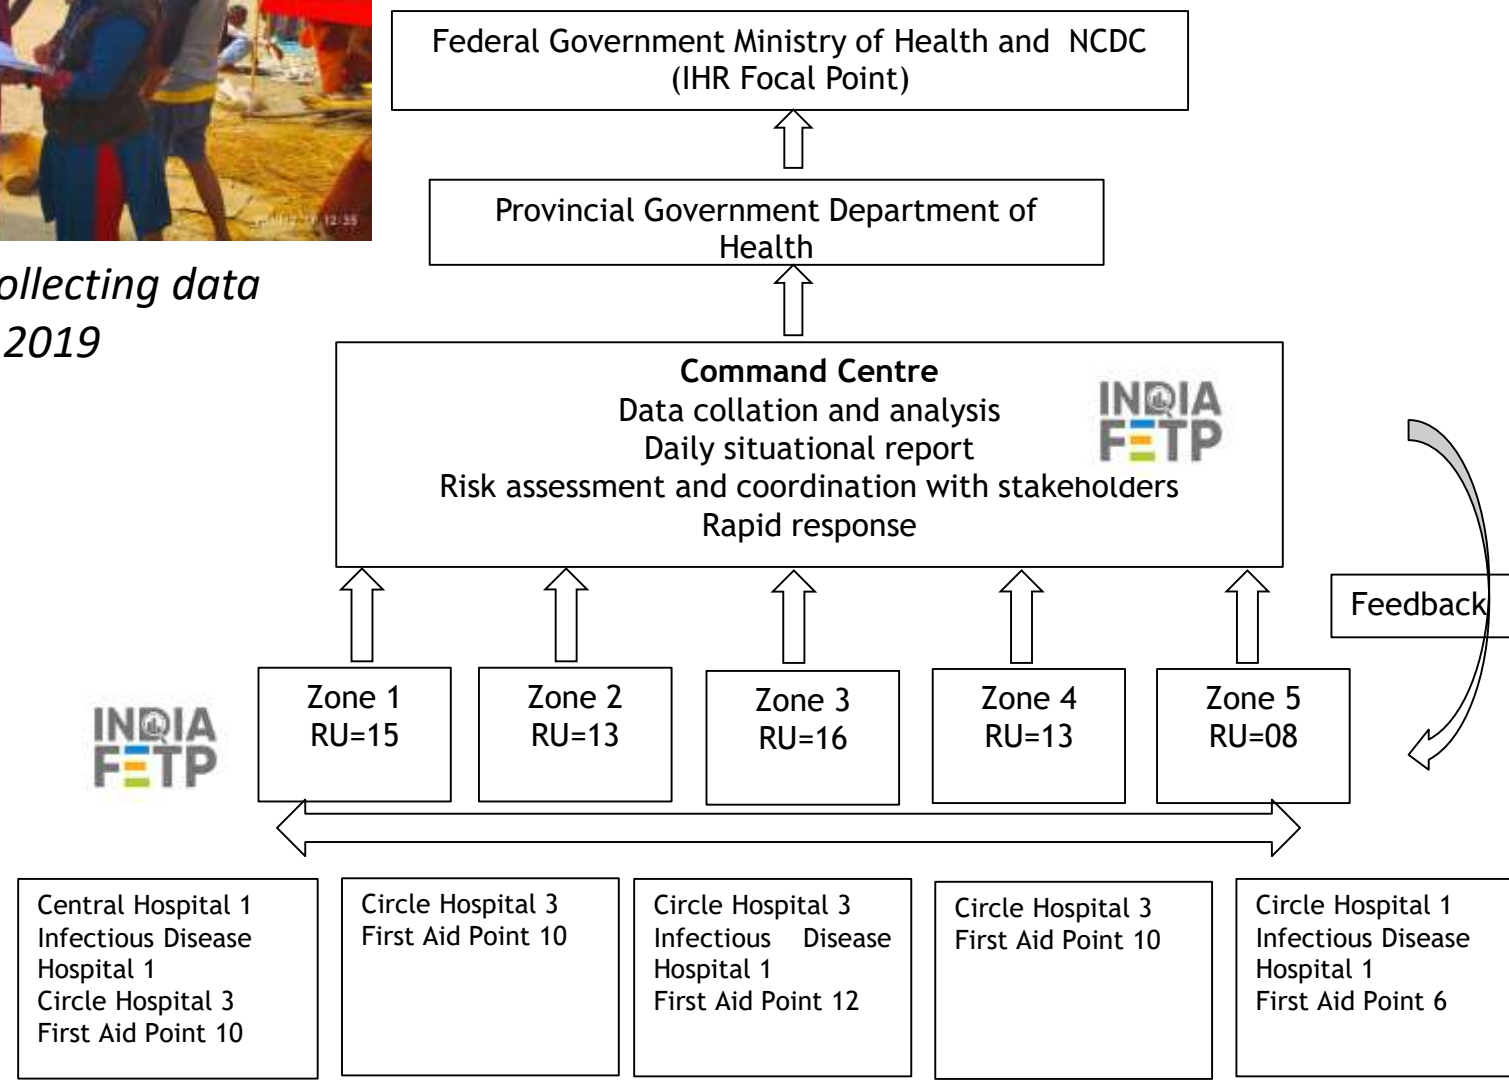 Federal Government Ministry of Health and NCDC
(IHR Focal Point)
Provincial Government Department of
Health
ollecting data
2019
Command Centre
Data collation and analysis
Daily situational report
Risk assessment and coordination with stakeholders
Rapid response
INDIA
FETP
Feedback
Zone 1
RU=15
Zone 2
RU=13
Zone 3
RU=16
Zone 4
RU=13
Zone 5
RU=08
INDIA
FETP
Central Hospital 1
Infectious Disease
Hospital 1
Circle Hospital 3
First Aid Point 10
Circle Hospital 3
First Aid Point 10
Circle Hospital 3
Infectious Disease
Hospital 1
First Aid Point 12
Circle Hospital 3
First Aid Point 10
Circle Hospital 1
Infectious Disease
Hospital 1
First Aid Point 6